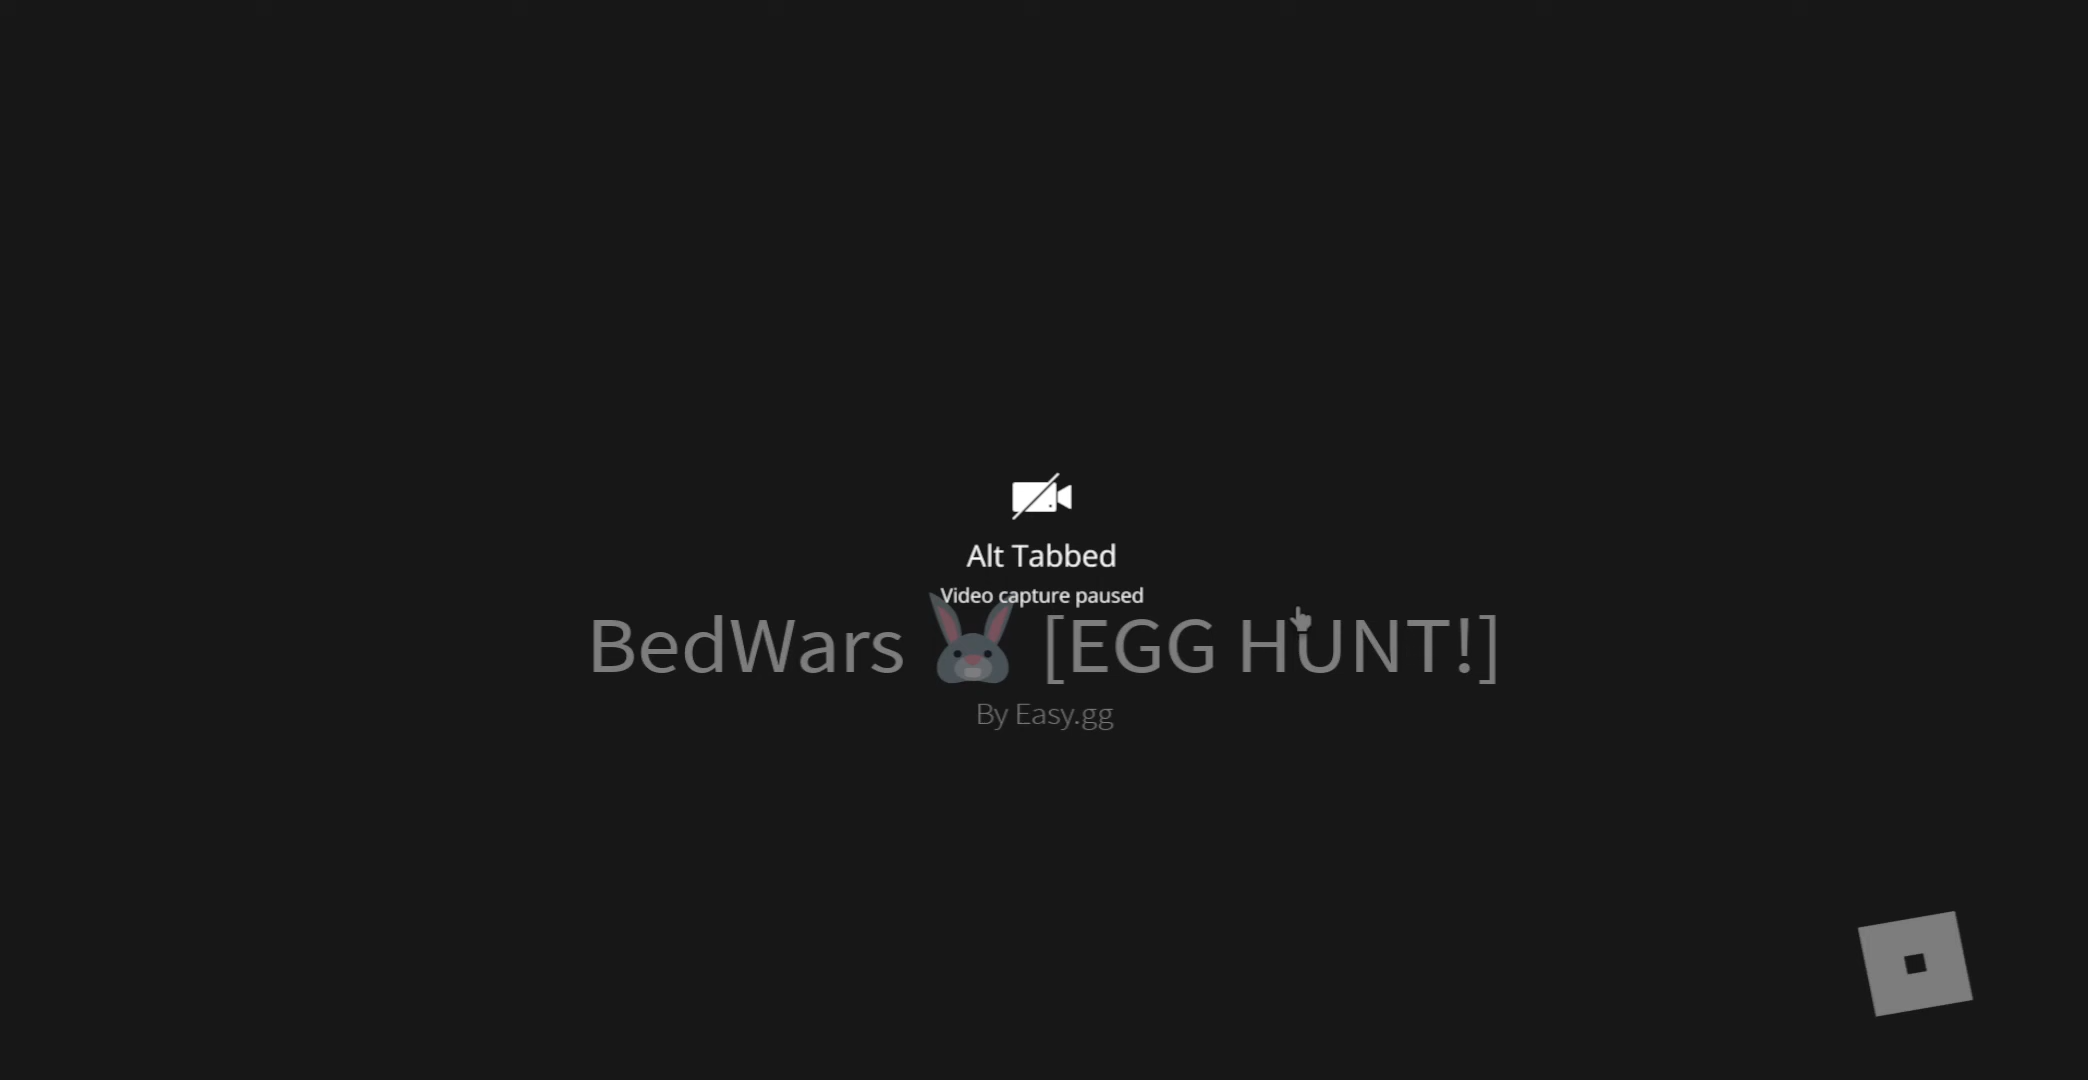 Alt Tabbed
Video capture paused
BedWars 🐰 [EGG HUNT!]
By Easy.gg